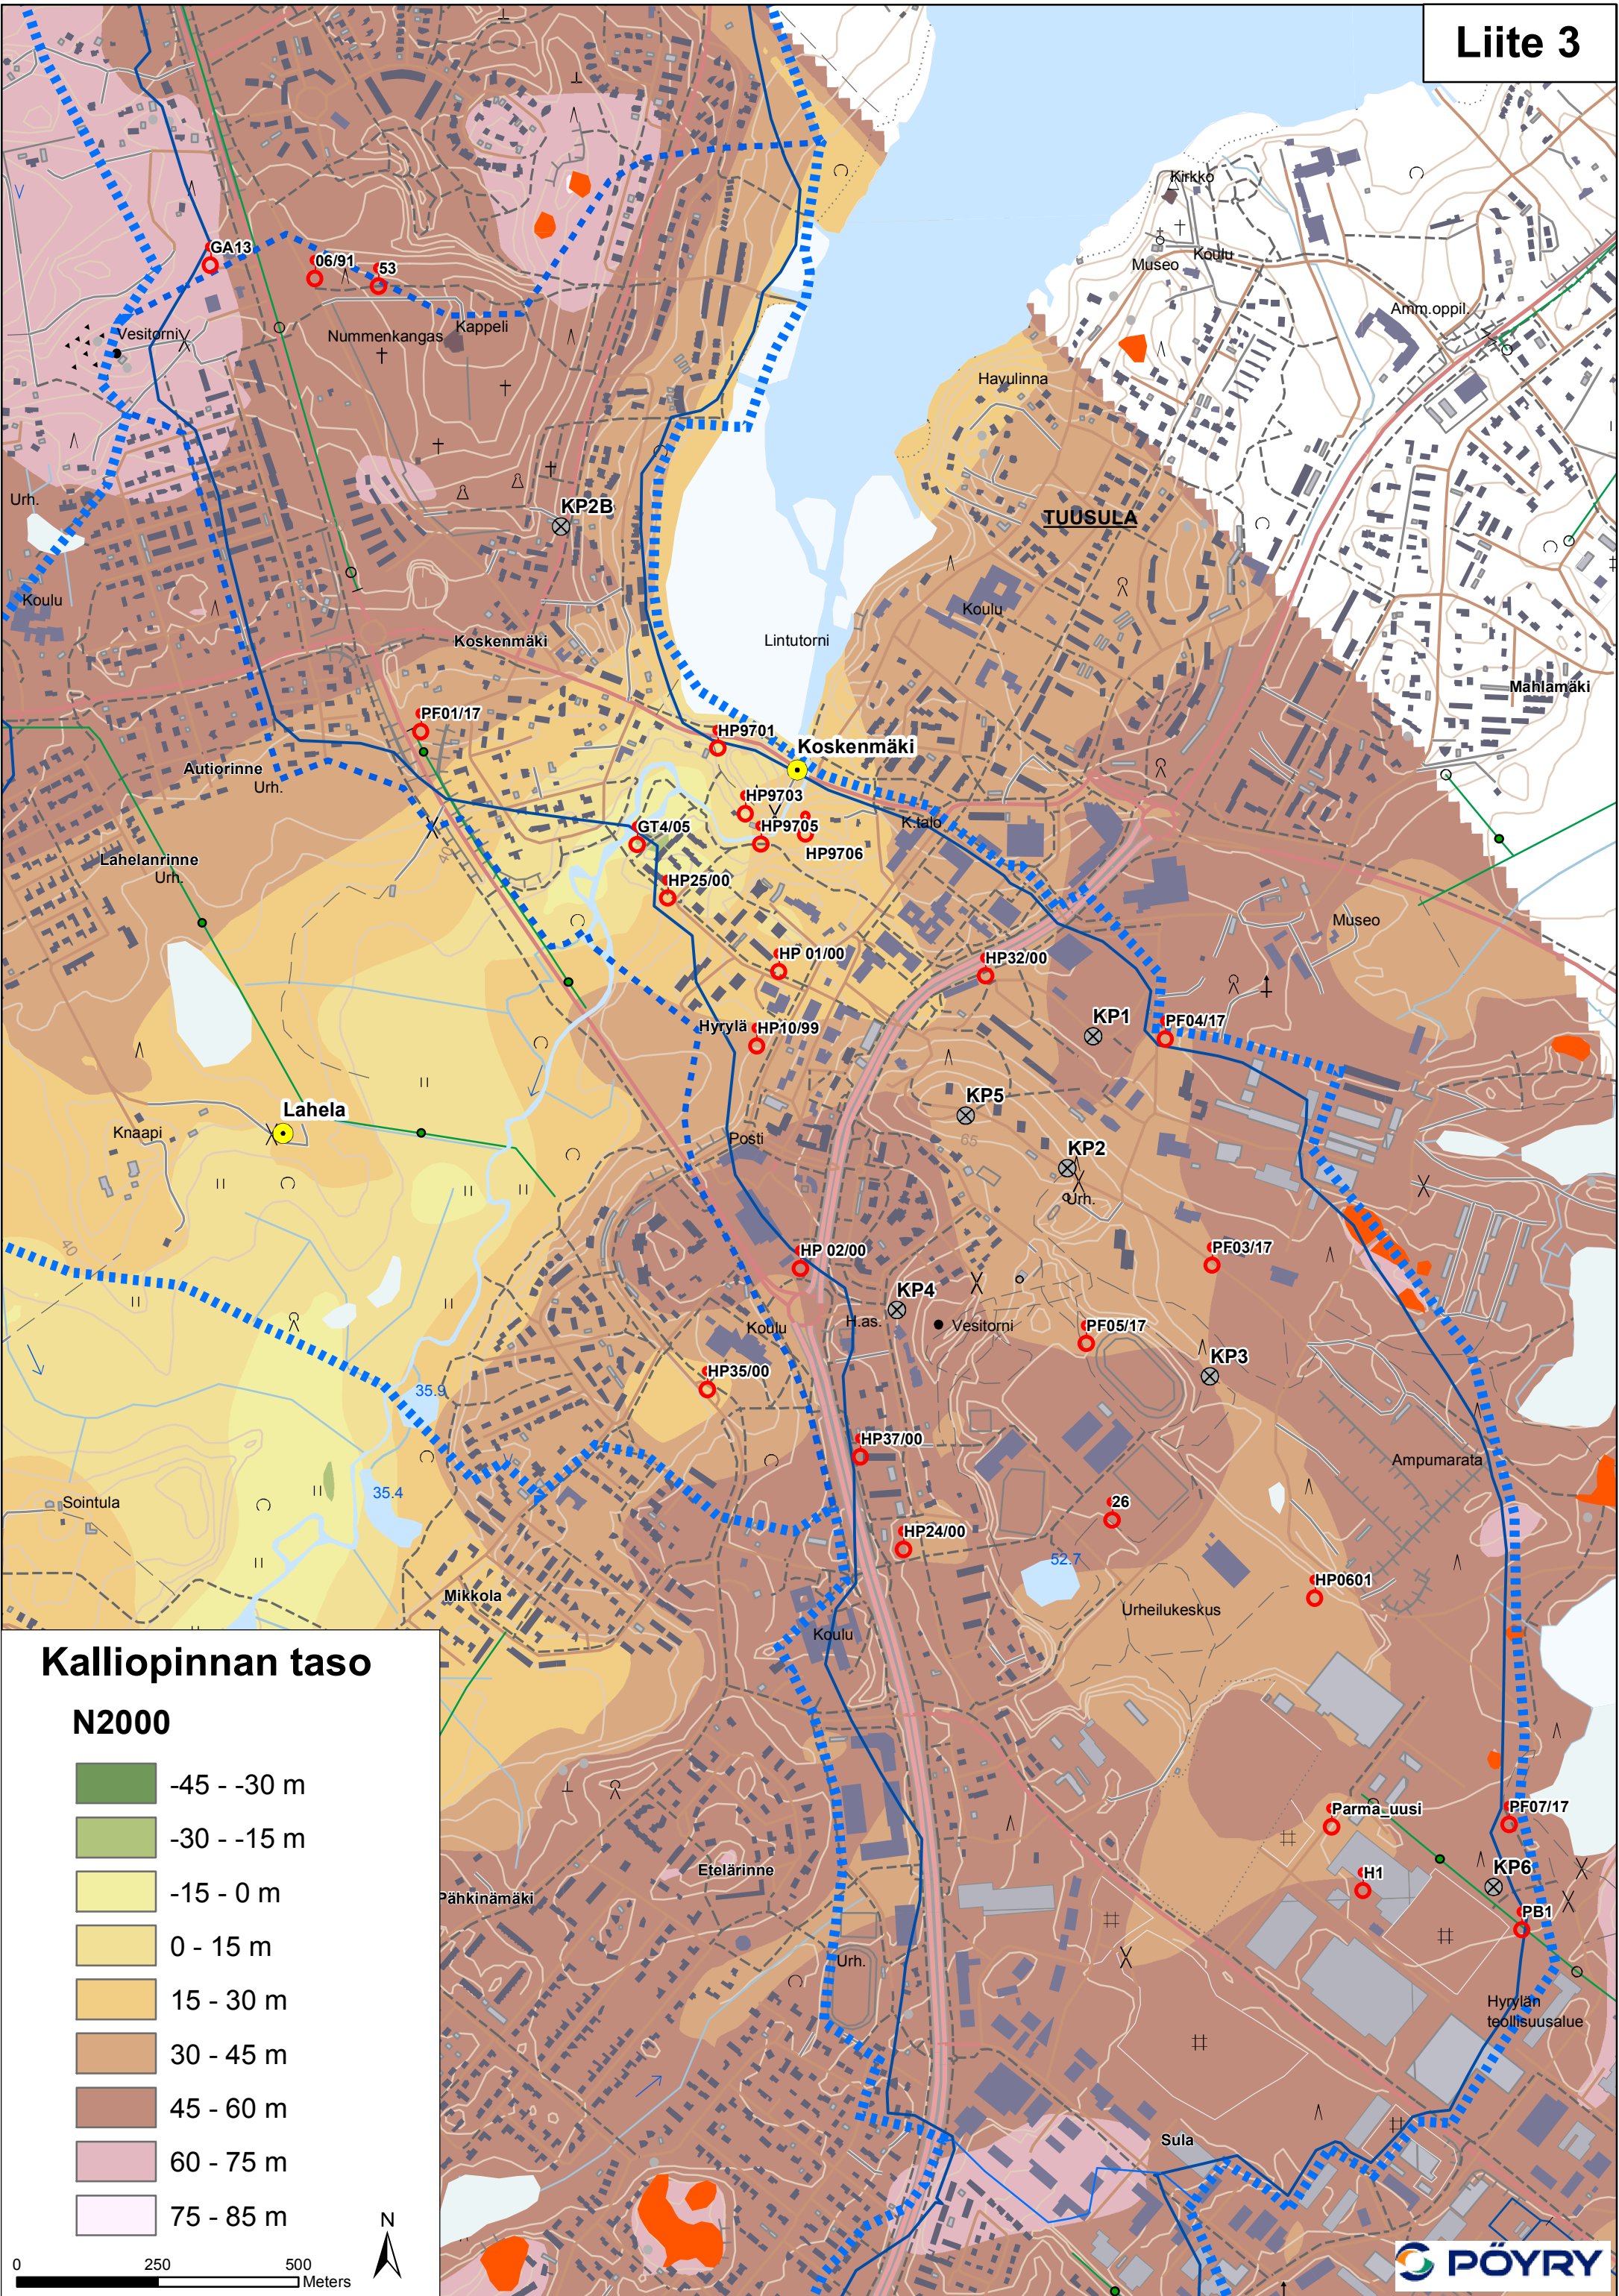 Liite 3
Kirkko
Koulu
Museo
GA13
06/91
53
Amm.oppil.
Vesitorni
Nummenkangas
Kappeli
Havulinna
Urh.
KP2B
TUUSULA
Koulu
Koulu
Koskenmäki
Lintutorni
Mahlamäki
PF01/17
HP9701
Koskenmäki
Autiorinne
Urh.
HP9703
K.talo
GT4/05
HP9705
HP9706
40
Lahelanrinne
Urh.
HP25/00
Museo
HP 01/00
HP32/00
Hyrylä
HP10/99
KP1
PF04/17
Lahela
KP5
Knaapi
Posti
65
KP2
Urh.
40
HP 02/00
PF03/17
KP4
H.as.
Vesitorni
Koulu
PF05/17
KP3
HP35/00
35.9
HP37/00
Ampumarata
35.4
Sointula
26
HP24/00
52.7
HP0601
Mikkola
Urheilukeskus
Koulu
Kalliopinnan taso
N2000
-45 - -30 m
-30 - -15 m
-15 - 0 m
0 - 15 m
15 - 30 m
30 - 45 m
45 - 60 m
60 - 75 m
75 - 85 m
N
0 250 500
Meters
Parma_uusi
PF07/17
Etelärinne
H1
KP6
Pähkinämäki
PB1
Urh.
Hyrylän
teollisuusalue
Sula
PÖYRY